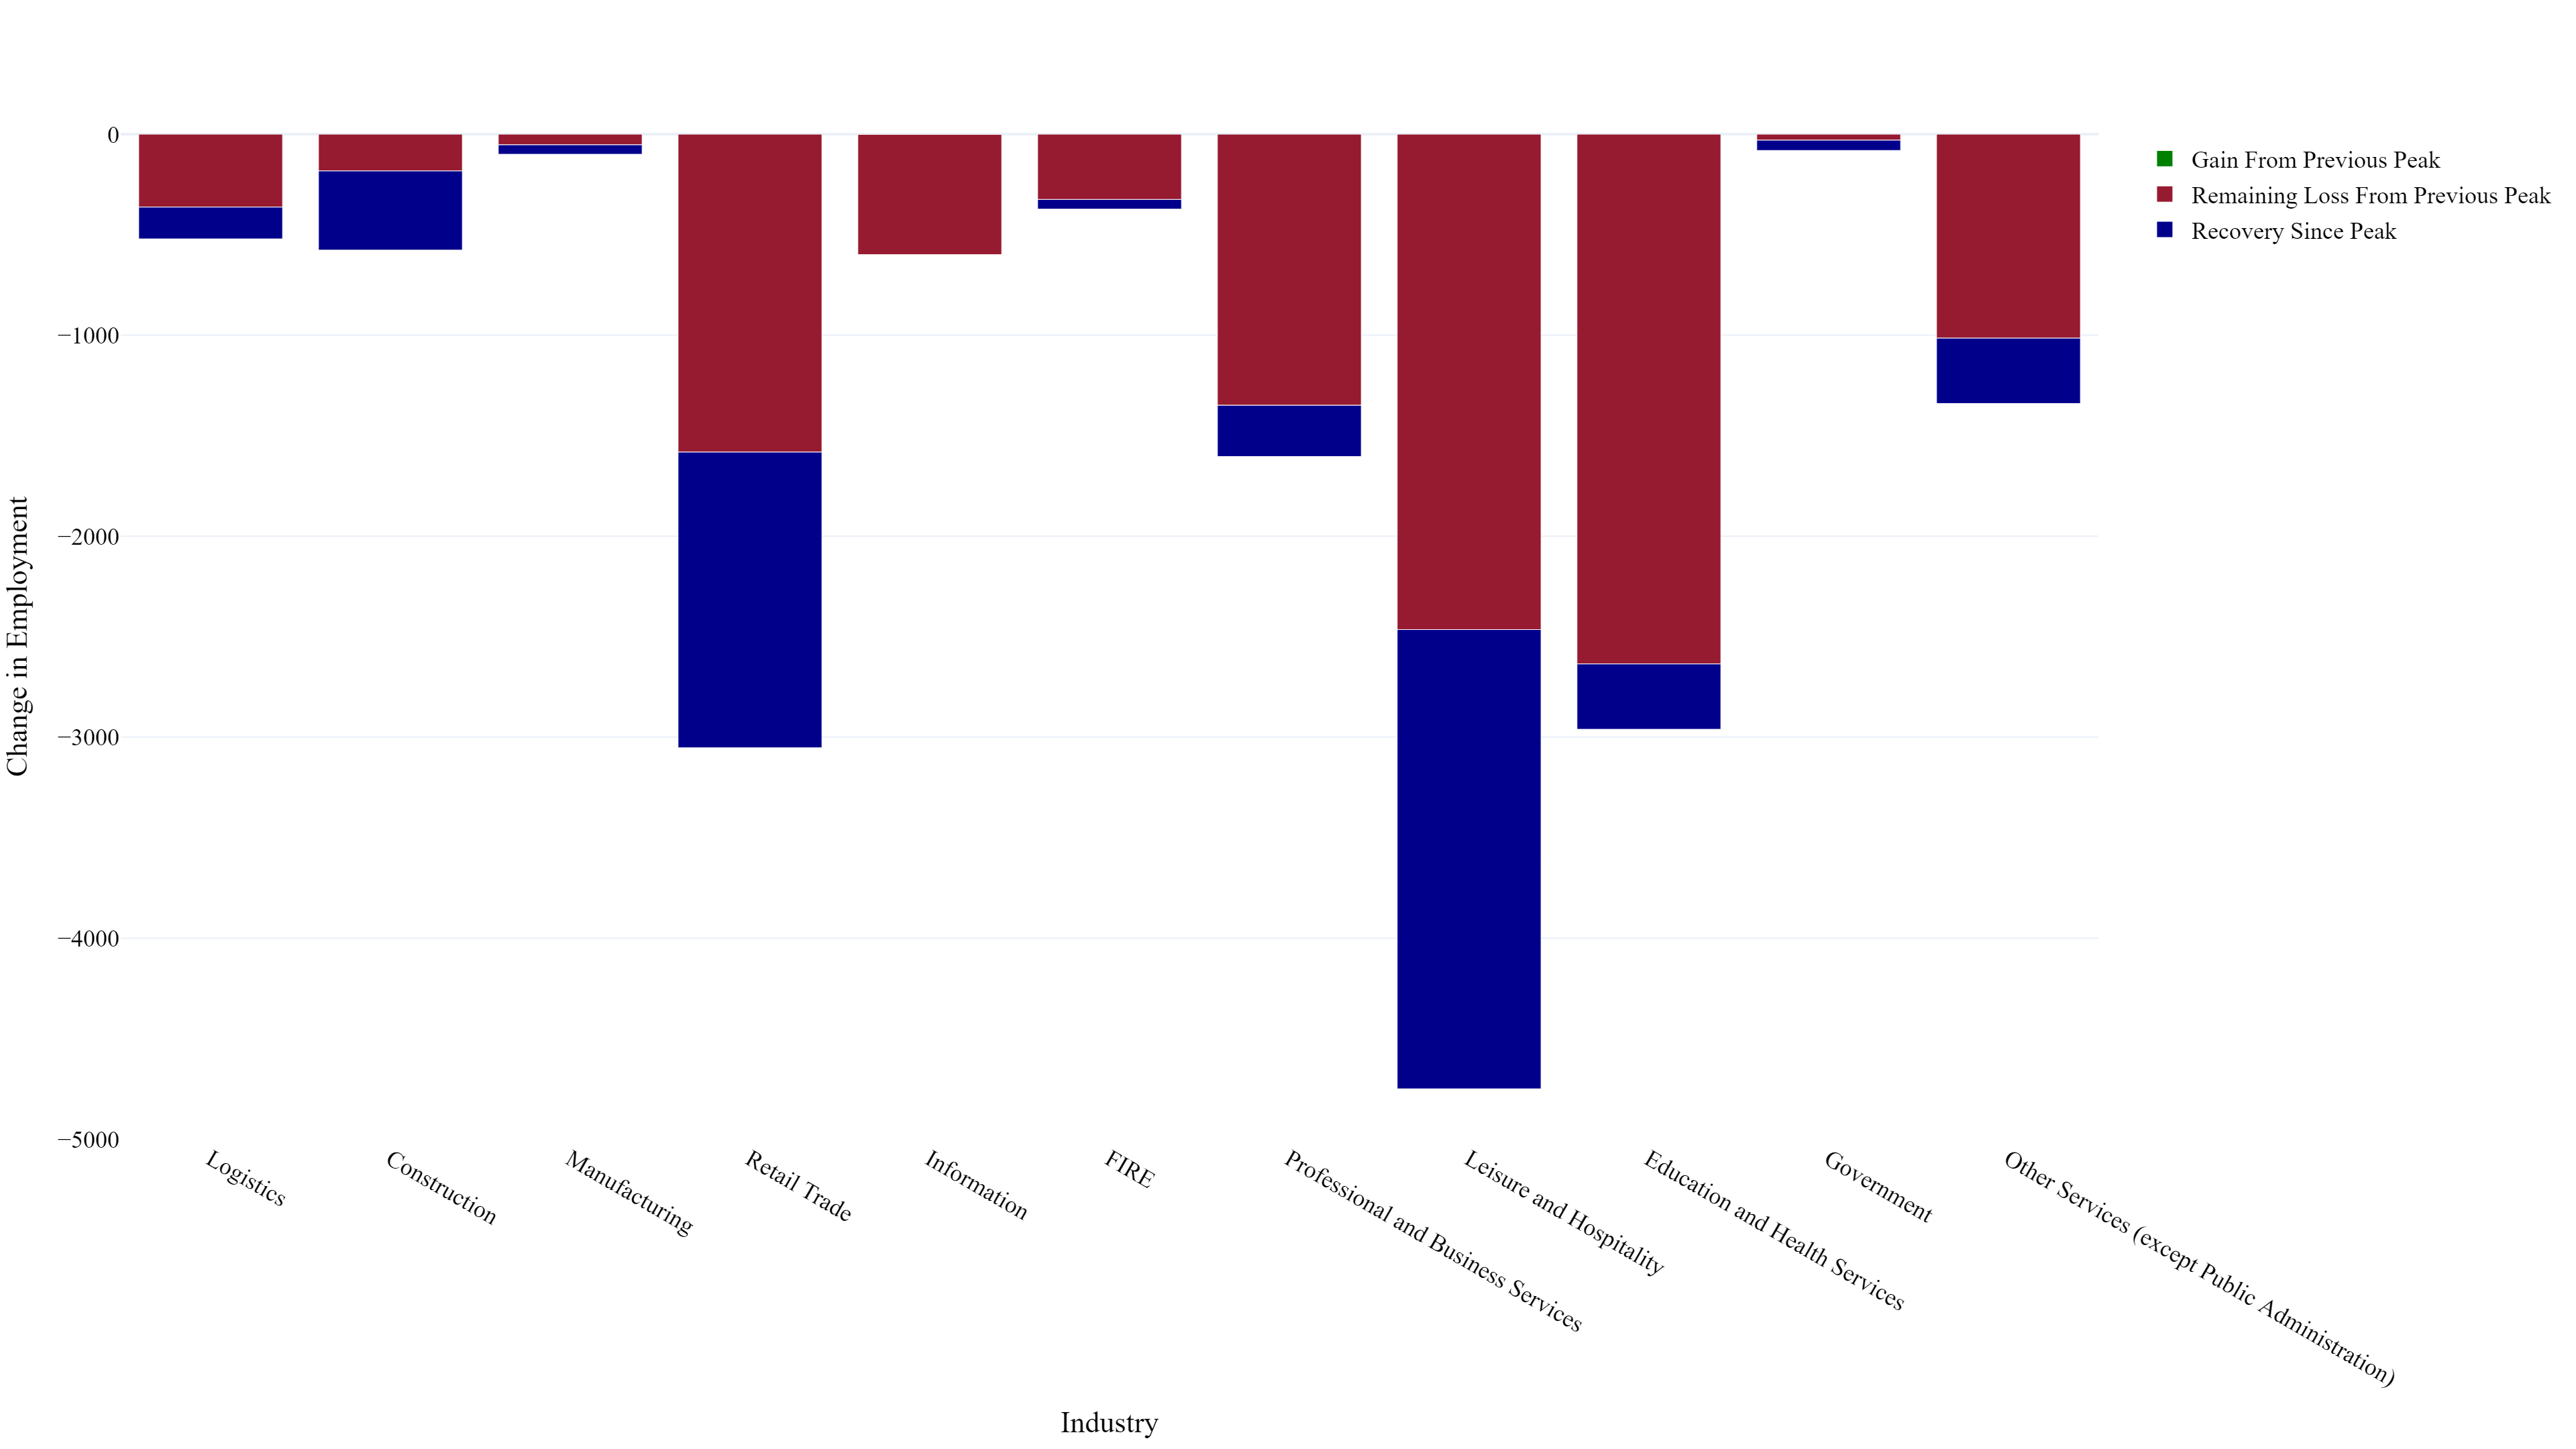 0
−1000
−2000
−3000
−4000
−5000
Change in Employment
Logistics
Construction
Manufacturing
Retail Trade
Information
FIRE
Professional and Business Services
Leisure and Hospitality
Education and Health Services
Government
Other Services (except Public Administration)
Industry
Gain From Previous Peak
Remaining Loss From Previous Peak
Recovery Since Peak